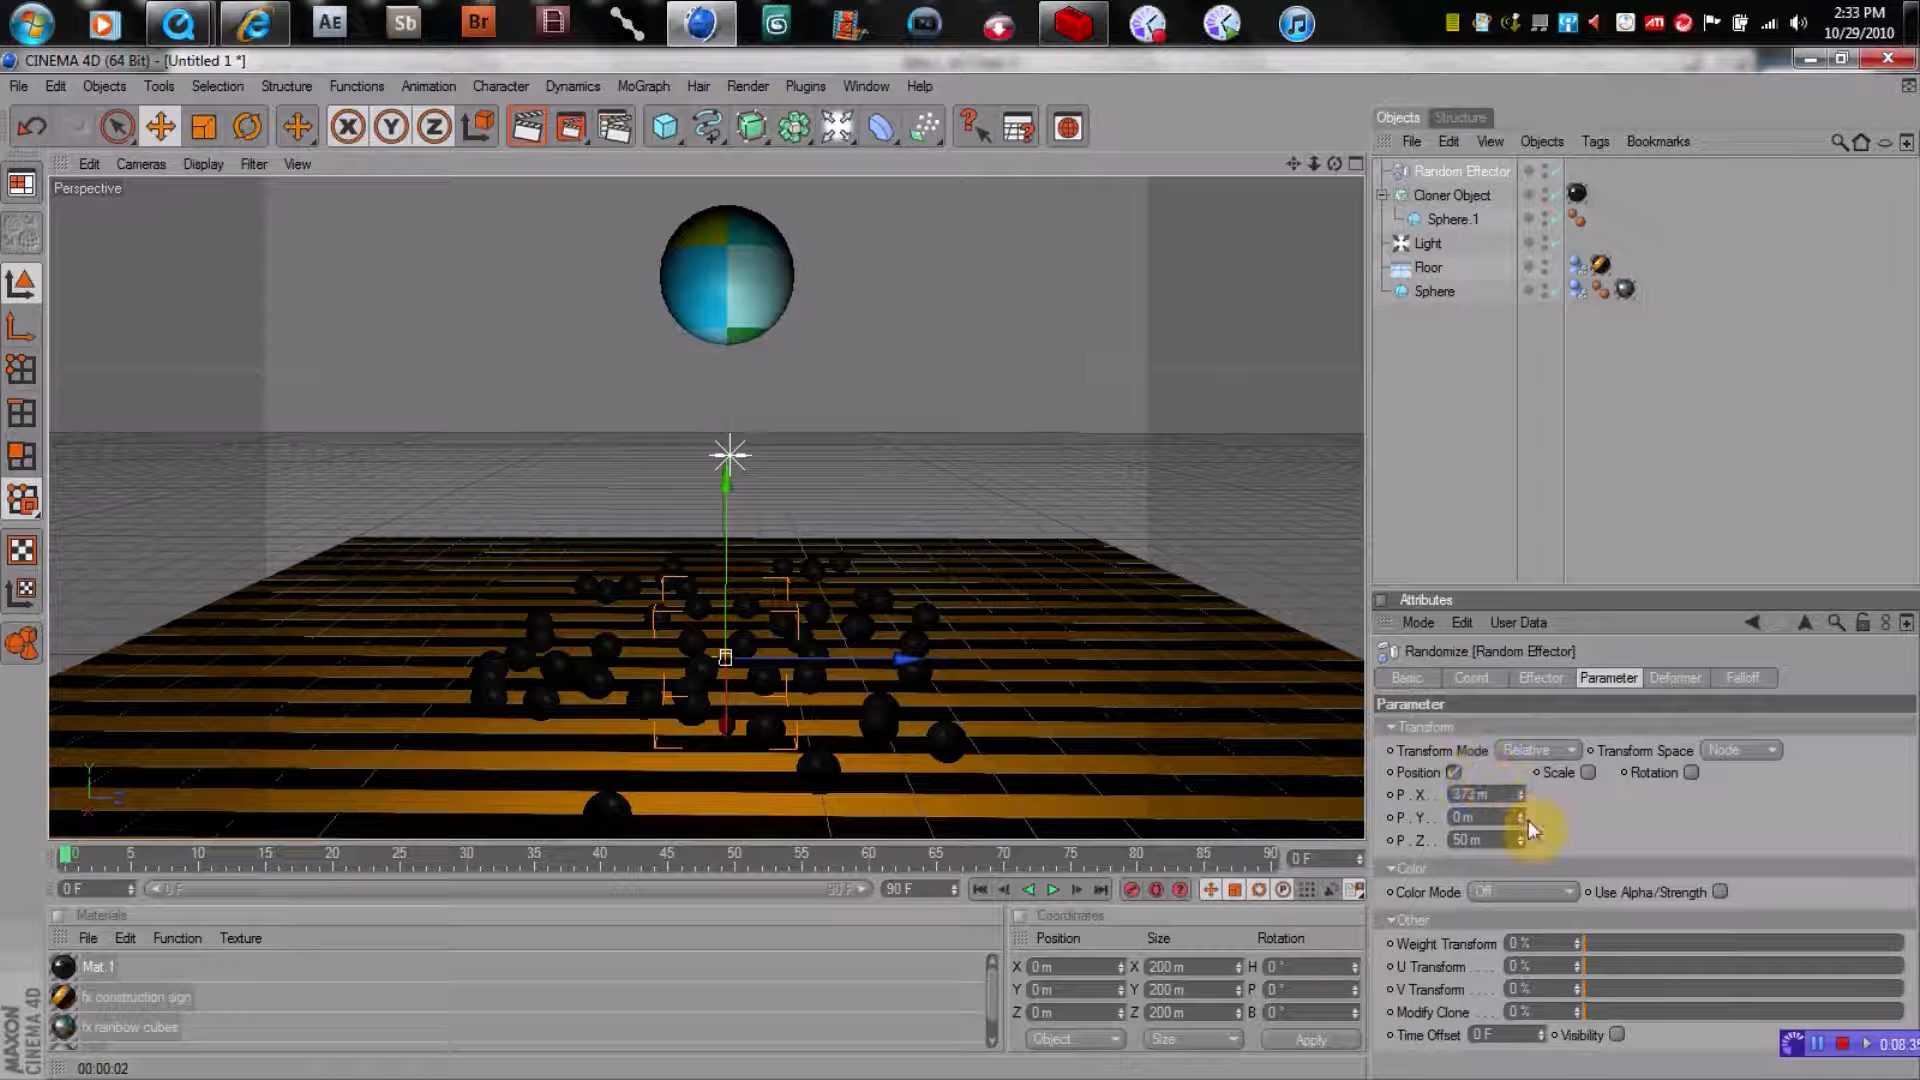 Ae Sb Br 2:33 PM
ATI 10/29/2010
CINEMA 4D (64 Bit) - [Untitled 1 *]
File Edit Objects Tools Selection Structure Functions Animation Character Dynamics MoGraph Hair Render Plugins Window Help
X Y Z
Edit Cameras Display Filter View
Perspective
Objects Structure
File Edit View Objects Tags Bookmarks
Random Effector
Cloner Object
Sphere.1
Light
Floor
Sphere
Attributes
Mode Edit User Data
Randomize [Random Effector]
Basic Coord. Effector Parameter Deformer Falloff
Parameter
Transform
Transform Mode Relative Transform Space Node
Position Scale Rotation
P . X . . 373 m
P . Y . . 0 m
P . Z . . 50 m
Color
Color Mode Off Use Alpha/Strength
Other
Weight Transform 0 %
U Transform . . . . 0 %
V Transform . . . . 0 %
Modify Clone . . . 0 %
Time Offset 0 F Visibility
0:08:35
Y
Z
X
0 5 10 15 20 25 30 35 40 45 50 55 60 65 70 75 80 85 90 0 F
0 F 0 F 90 F 90 F
Materials
File Edit Function Texture
Mat.1
fx construction sign
fx rainbow cubes
Coordinates
Position Size Rotation
X 0 m X 200 m H 0 °
Y 0 m Y 200 m P 0 °
Z 0 m Z 200 m B 0 °
Object Size Apply
MAXON
CINEMA 4D
00:00:02